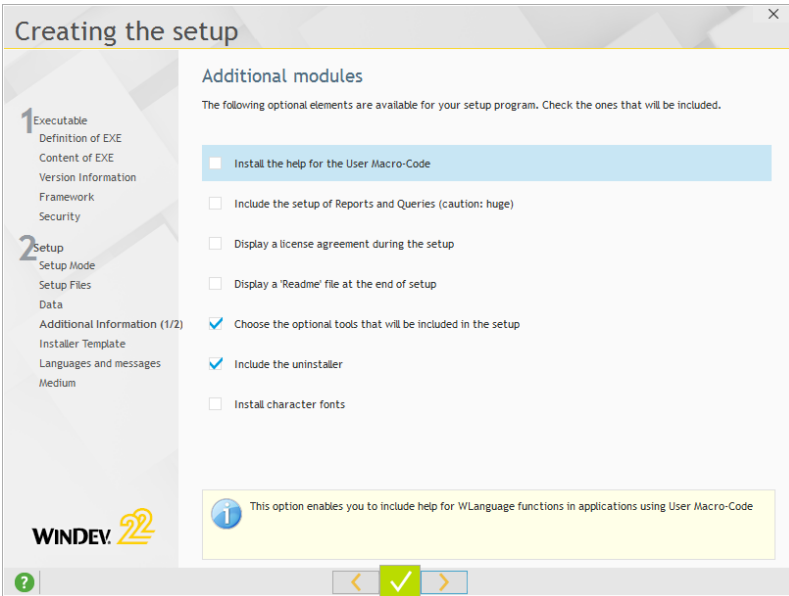 Creating the setup
Additional modules
The following optional elements are available for your setup program. Check the ones that will be included.
1 Executable
Definition of EXE
Content of EXE
Version Information
Framework
Security
2 Setup
Setup Mode
Setup Files
Data
Additional Information (1/2)
Installer Template
Languages and messages
Medium
Install the help for the User Macro-Code
Include the setup of Reports and Queries (caution: huge)
Display a license agreement during the setup
Display a 'Readme' file at the end of setup
Choose the optional tools that will be included in the setup
Include the uninstaller
Install character fonts
This option enables you to include help for WLanguage functions in applications using User Macro-Code
WINDEV. 22
?